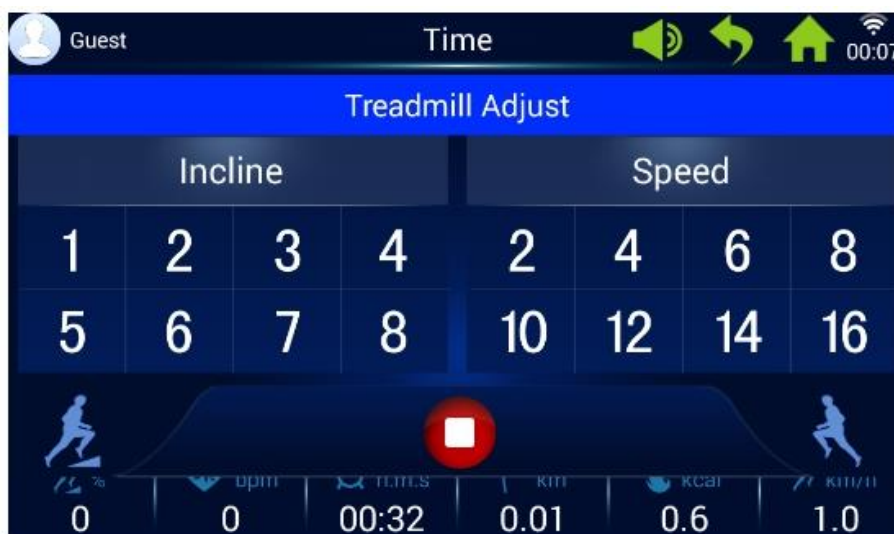 Guest
Time
00:07
Treadmill Adjust
Incline
Speed
1 2 3 4 2 4 6 8
5 6 7 8 10 12 14 16
% bpm h:m:s km kcal km/h
0 0 00:32 0.01 0.6 1.0